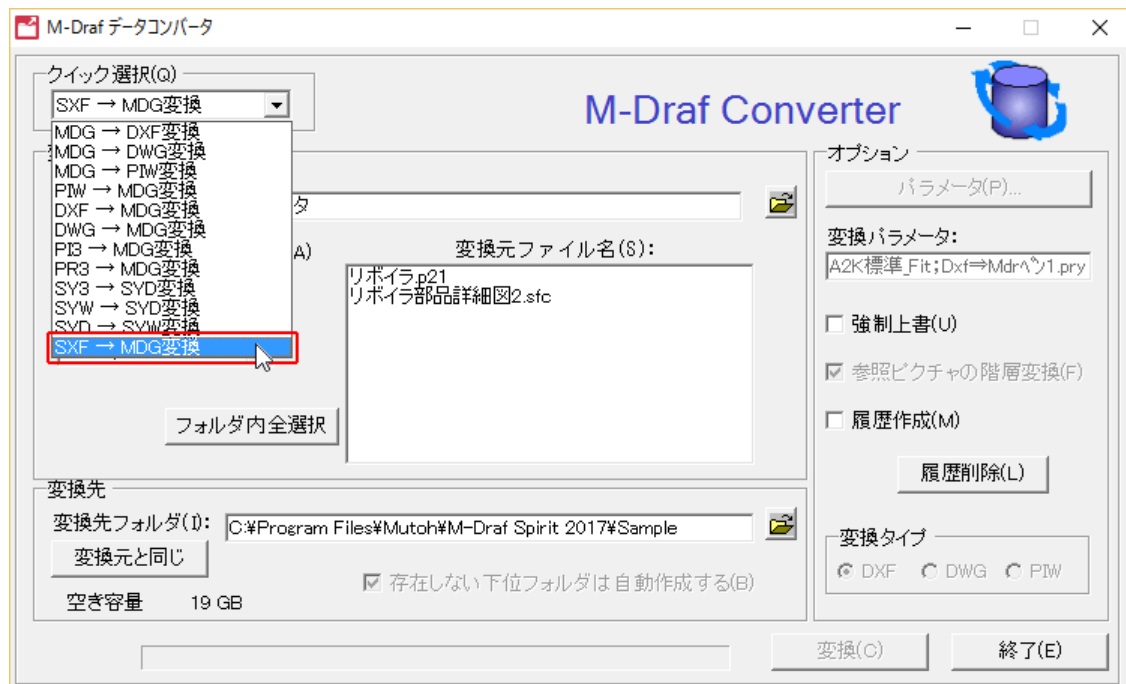 M-Draf データコンバータ
クイック選択(Q)
SXF → MDG変換
M-Draf Converter
MDG → DXF変換
MDG → DWG変換
MDG → PIW変換
PIW → MDG変換
DXF → MDG変換
DWG → MDG変換
PI3 → MDG変換
PR3 → MDG変換
SY3 → SYD変換
SYW → SYD変換
SYD → SYW変換
SXF → MDG変換
タ
A)
変換元ファイル名(S):
リボイラ.p21
リボイラ部品詳細図2.sfc
フォルダ内全選択
オプション
パラメータ(P)...
変換パラメータ:
A2K標準_Fit;Dxf⇒Mdrペン1.pry
強制上書(U)
参照ピクチャの階層変換(F)
履歴作成(M)
履歴削除(L)
変換先
変換先フォルダ(I):
C:¥Program Files¥Mutoh¥M-Draf Spirit 2017¥Sample
変換元と同じ
存在しない下位フォルダは自動作成する(B)
空き容量 19 GB
変換タイプ
DXF DWG PIW
変換(C)
終了(E)